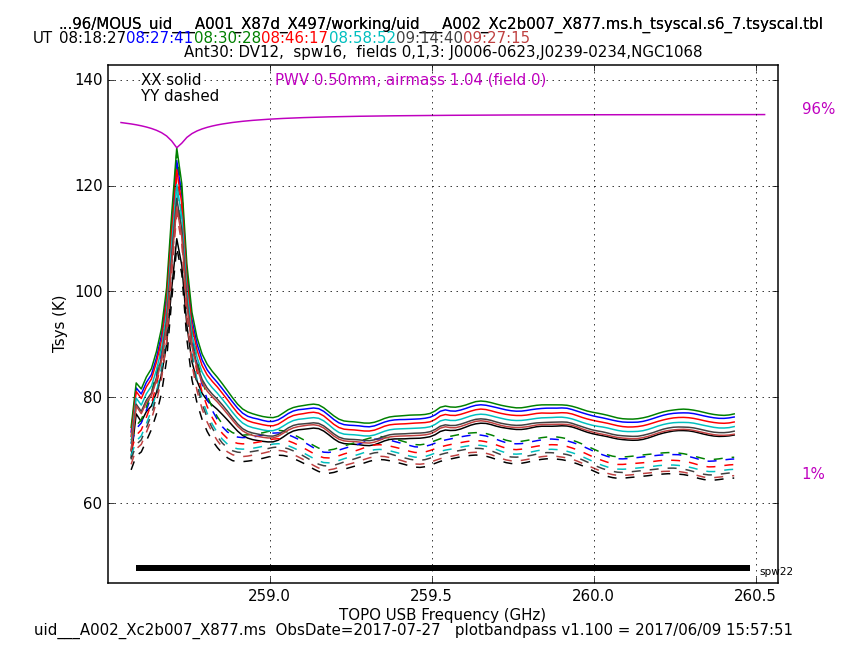 ...96/MOUS_uid___A001_X87d_X497/working/uid___A002_Xc2b007_X877.ms.h_tsyscal.s6_7.tsyscal.tbl
UT 08:18:27 08:27:41 08:30:28 08:46:17 08:58:52 09:14:40 09:27:15
Ant30: DV12,  spw16,  fields 0,1,3: J0006-0623,J0239-0234,NGC1068
XX solid
YY dashed
PWV 0.50mm, airmass 1.04 (field 0)
96%
1%
140
120
100
80
60
Tsys (K)
spw22
259.0 259.5 260.0 260.5
TOPO USB Frequency (GHz)
uid___A002_Xc2b007_X877.ms  ObsDate=2017-07-27   plotbandpass v1.100 = 2017/06/09 15:57:51